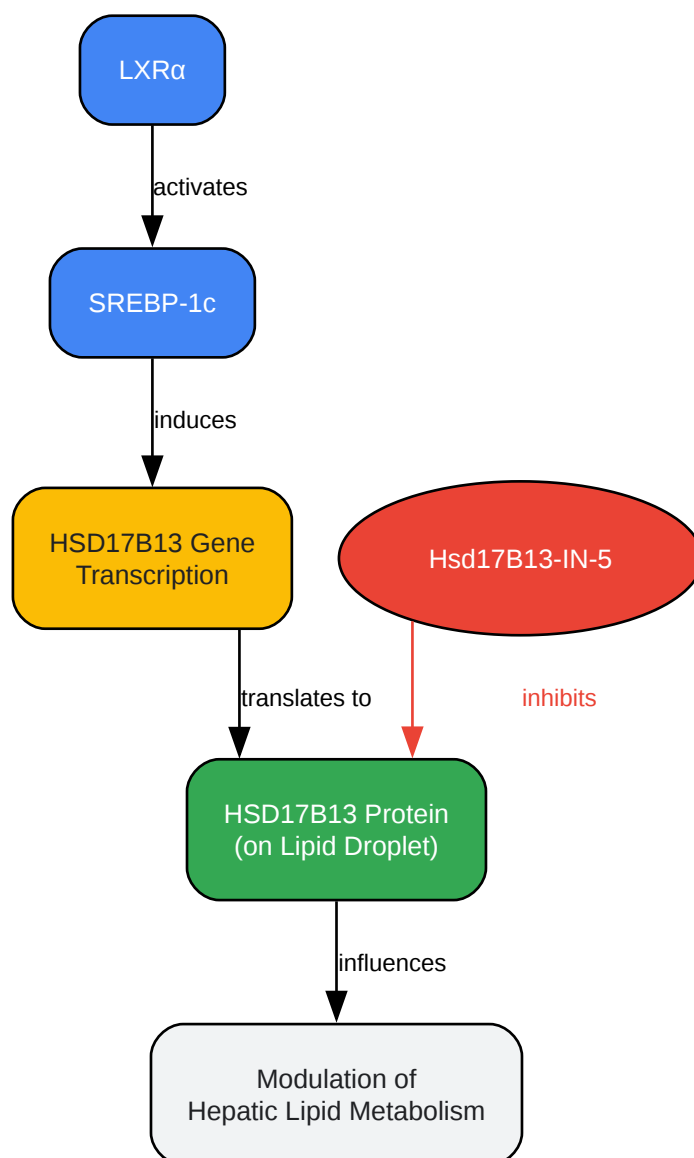 LXRα
activates
SREBP-1c
induces
HSD17B13 Gene
Transcription
Hsd17B13-IN-5
translates to
inhibits
HSD17B13 Protein
(on Lipid Droplet)
influences
Modulation of
Hepatic Lipid Metabolism